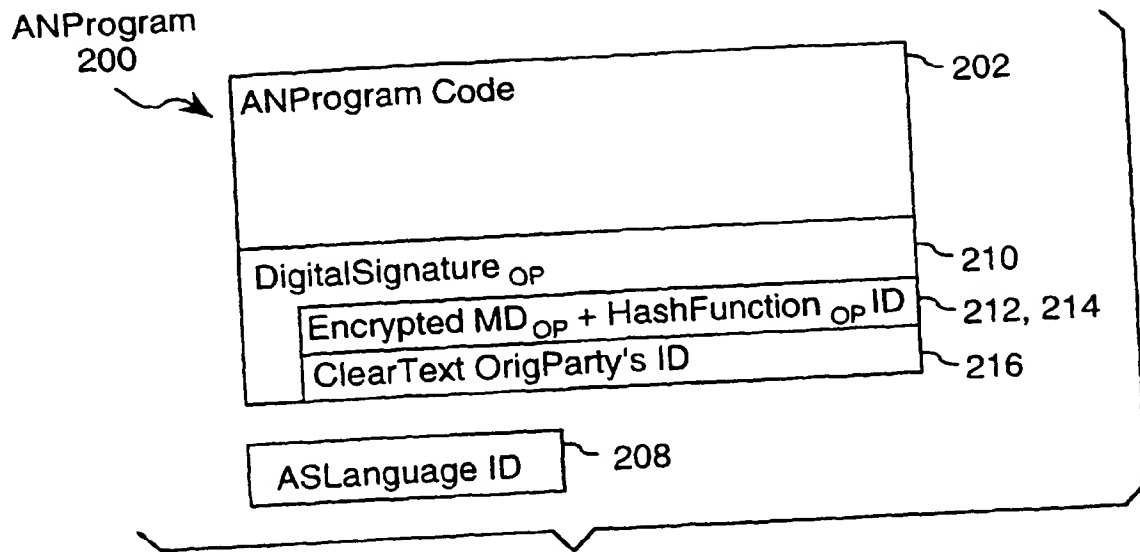 ANProgram
200
ANProgram Code
202
DigitalSignature OP
210
Encrypted MD OP + HashFunction OP ID
212, 214
ClearText OrigParty's ID
216
ASLanguage ID
208